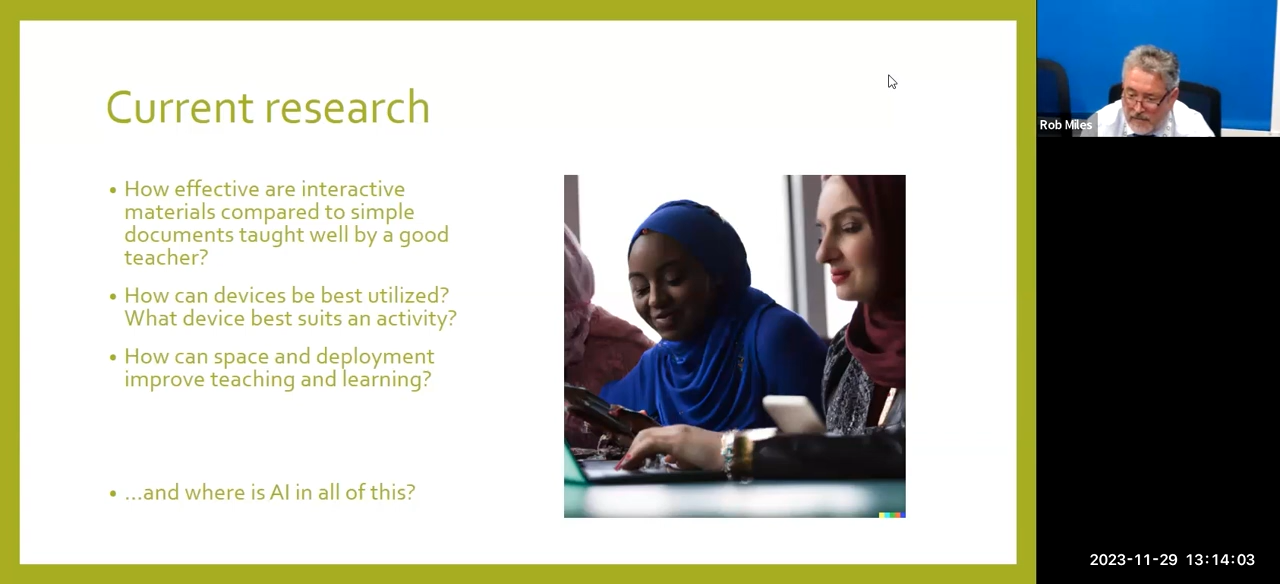 Current research
• How effective are interactive
materials compared to simple
documents taught well by a good
teacher?
• How can devices be best utilized?
What device best suits an activity?
• How can space and deployment
improve teaching and learning?
• ...and where is AI in all of this?
Rob Miles
2023-11-29 13:14:03